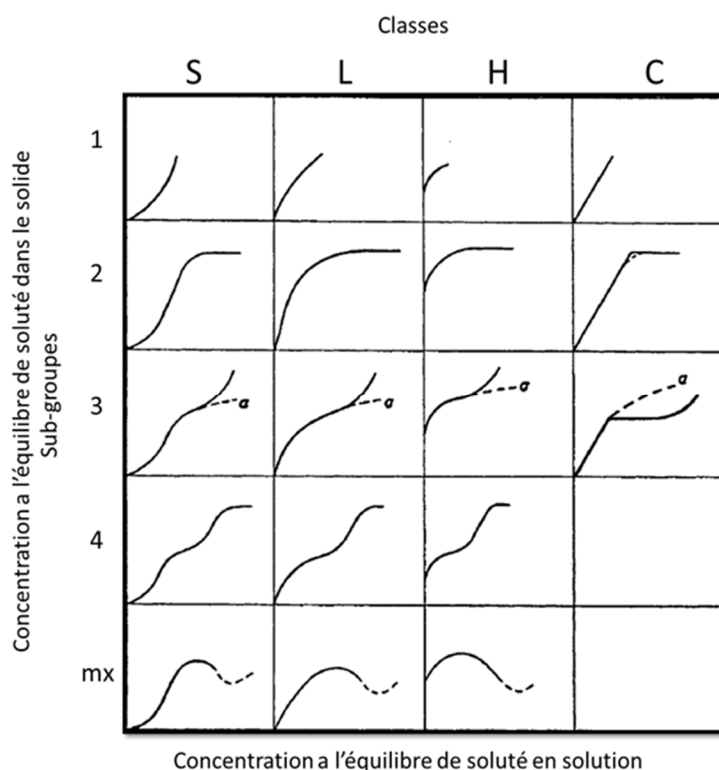 Classes
S L H C
Concentration a l'équilibre de soluté dans le solide
Sub-groupes
1
2
3
a
a
a
a
4
mx
Concentration a l'équilibre de soluté en solution